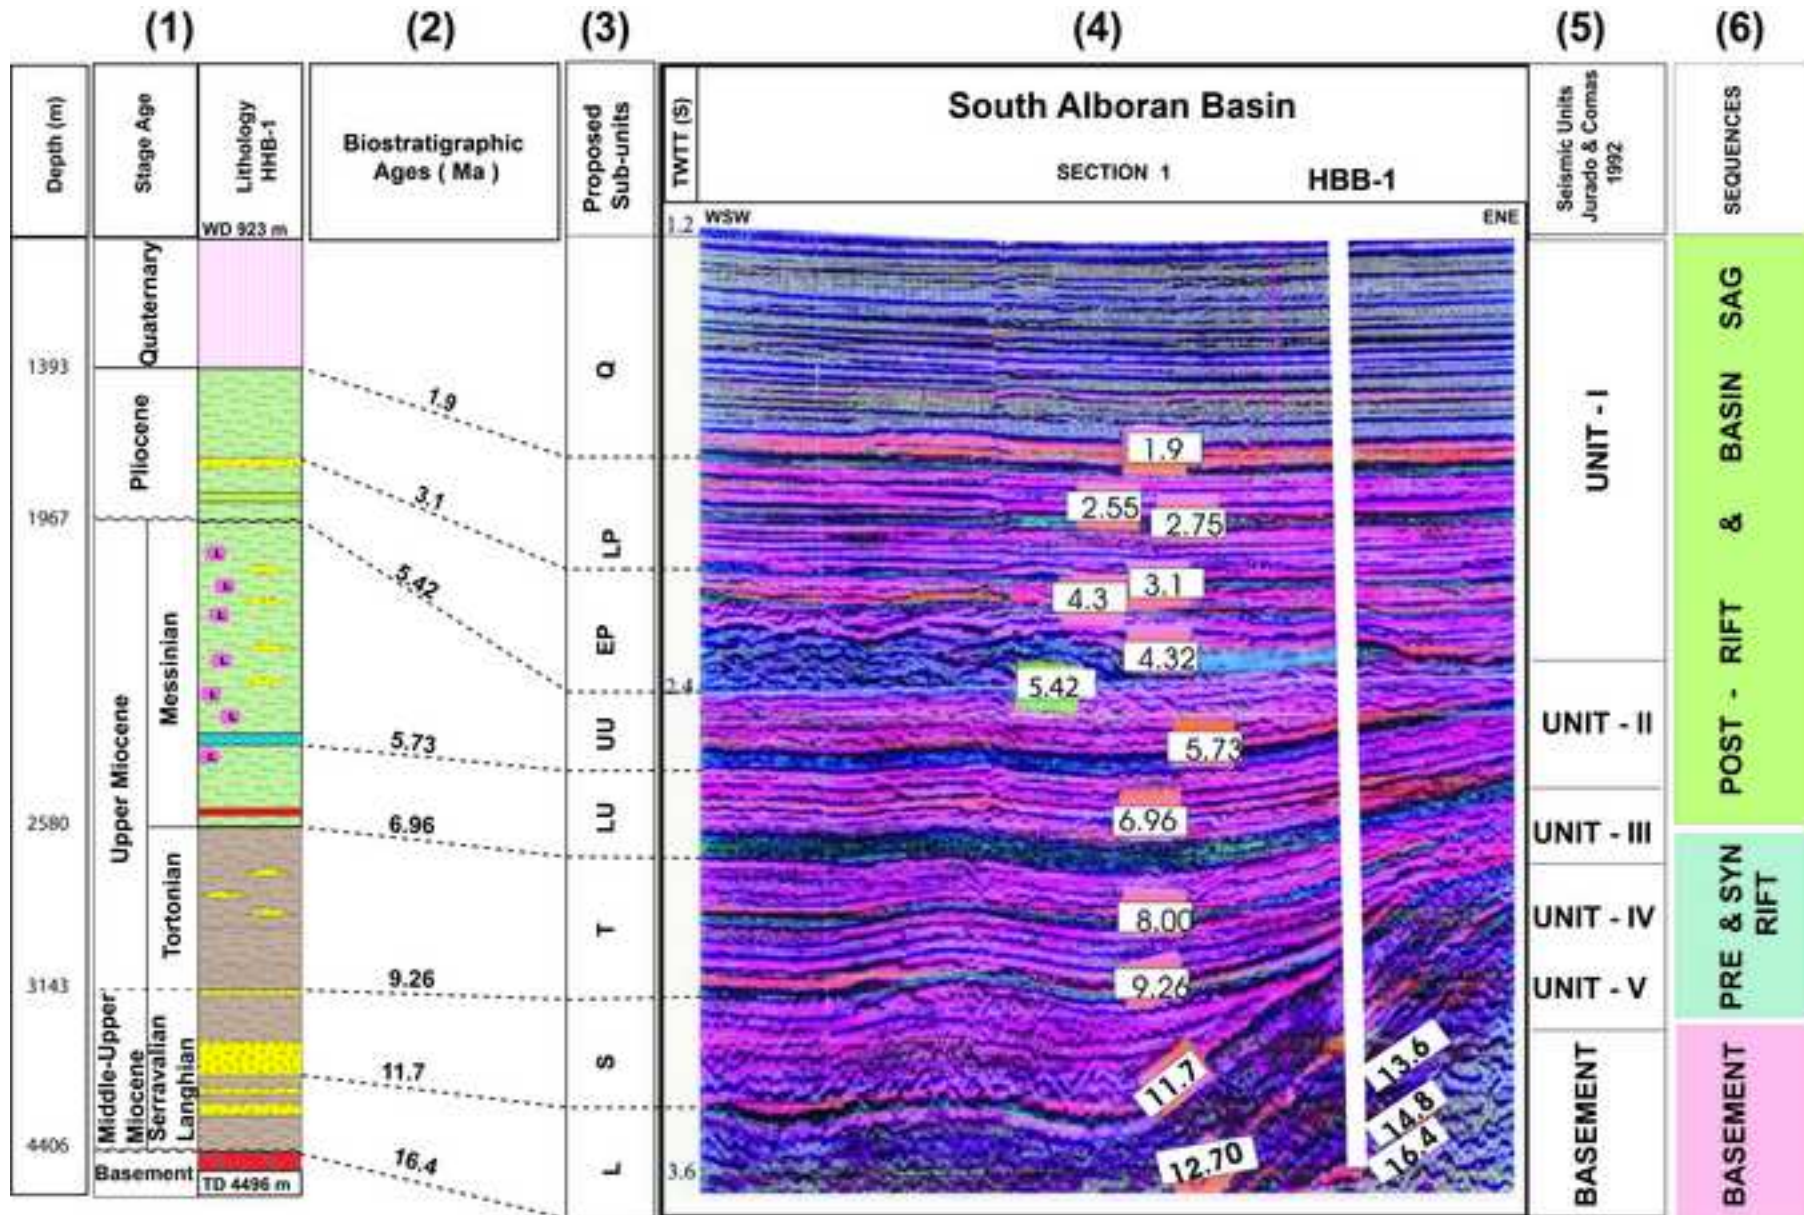 (1)
(2)
(3)
(4)
(5)
(6)
Depth (m)
Stage Age
Lithology
HHB-1
WD 923 m
Biostratigraphic
Ages ( Ma )
Proposed
Sub-units
TWTT (S)
South Alboran Basin
SECTION 1
HBB-1
WSW
ENE
Seismic Units
Jurado & Comas
1992
SEQUENCES
1393
1967
2580
3143
4406
Quaternary
Pliocene
Upper Miocene
Messinian
Tortonian
Middle-Upper
Miocene
Serravalian
Langhian
Basement
L
L
L
L
L
L
L
TD 4496 m
1.9
3.1
5.42
5.73
6.96
9.26
11.7
16.4
Q
LP
EP
UU
LU
T
S
L
1.2
2.4
3.6
1.9
2.55
2.75
3.1
4.3
4.32
5.42
5.73
6.96
8.00
9.26
11.7
13.6
14.8
16.4
12.70
UNIT - I
UNIT - II
UNIT - III
UNIT - IV
UNIT - V
BASEMENT
POST - RIFT & BASIN SAG
PRE & SYN
RIFT
BASEMENT